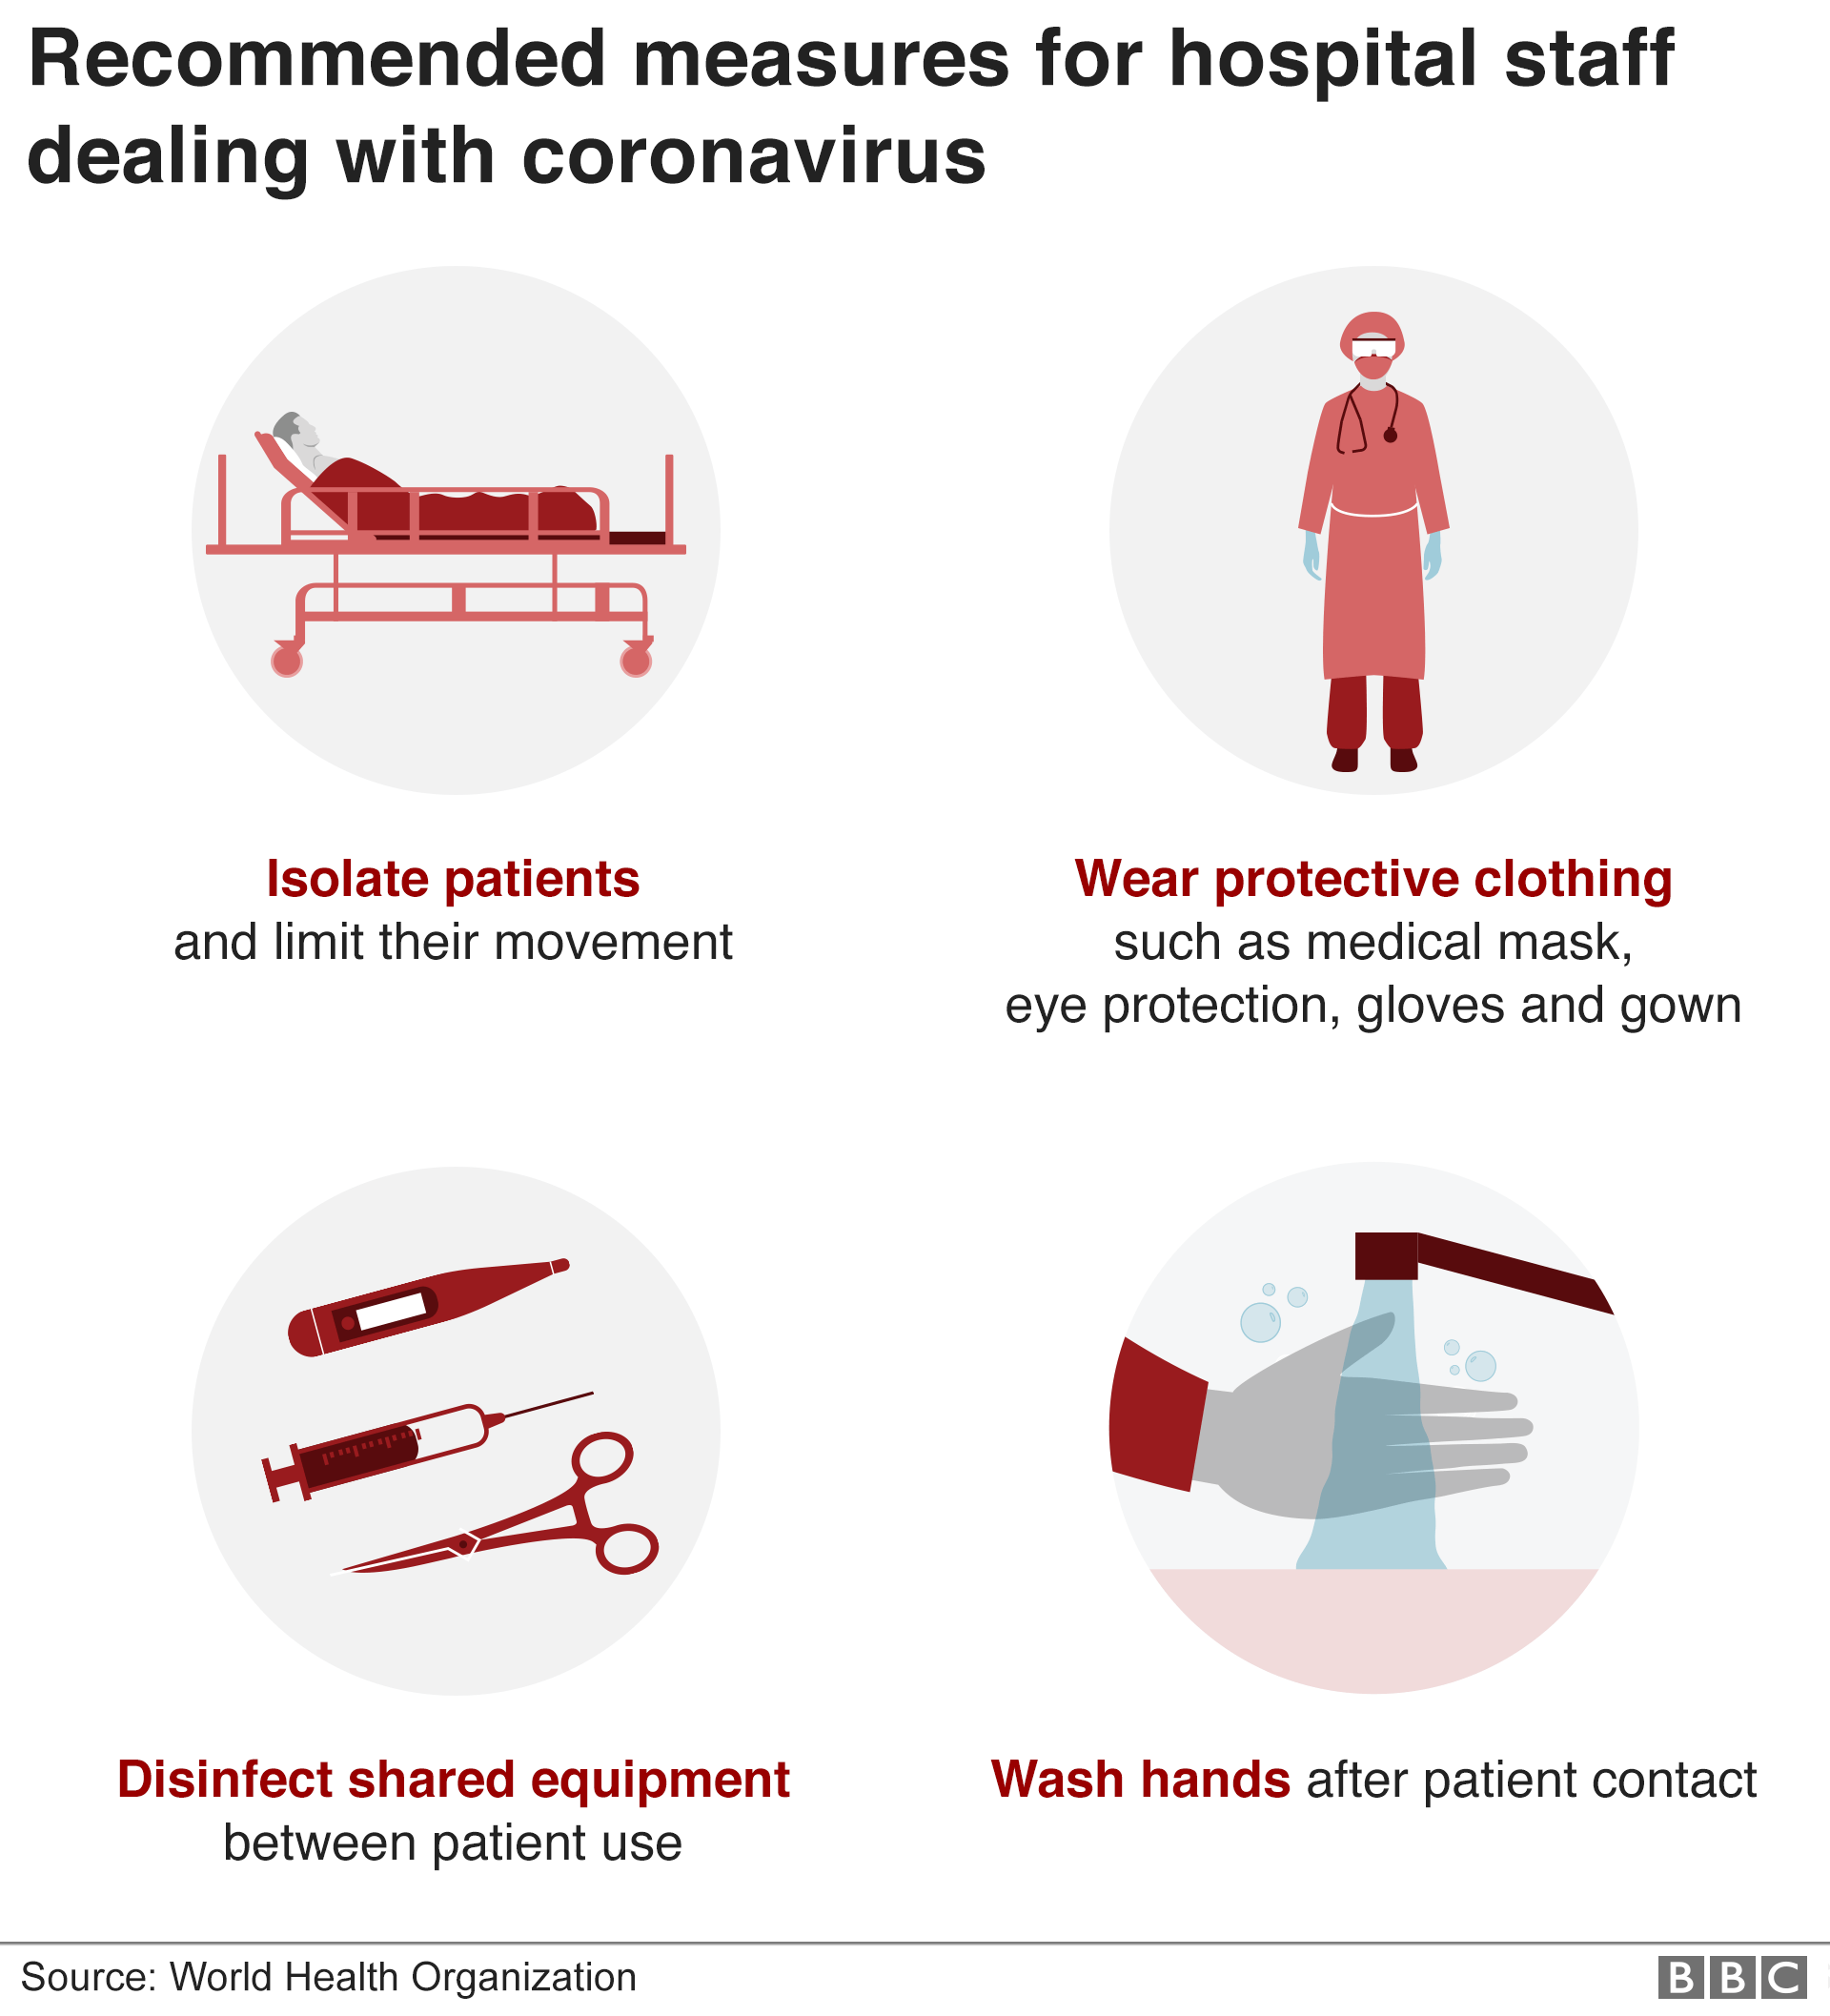 Recommended measures for hospital staff
dealing with coronavirus
Isolate patients
and limit their movement
Wear protective clothing
such as medical mask,
eye protection, gloves and gown
Disinfect shared equipment
between patient use
Wash hands after patient contact
Source: World Health Organization
BBC